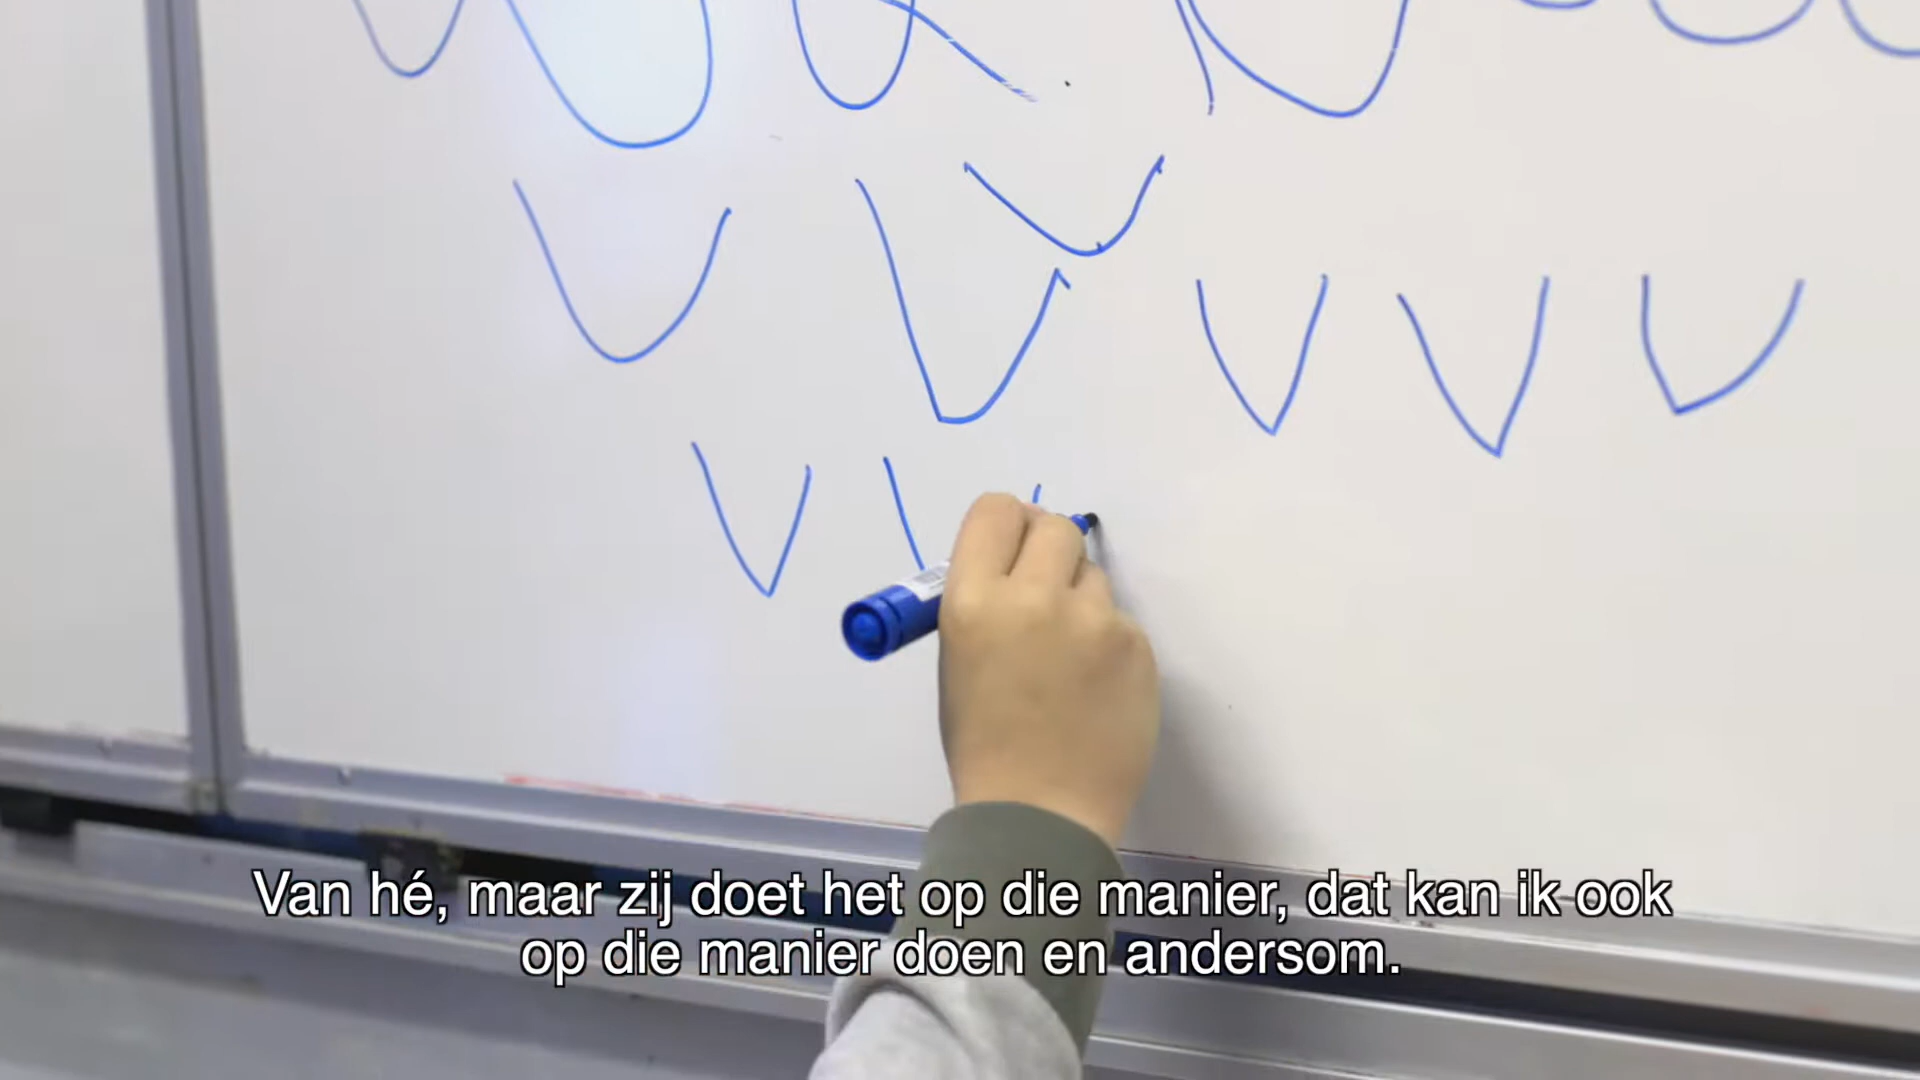 Van hé, maar zij doet het op die manier, dat kan ik ook
op die manier doen en andersom.